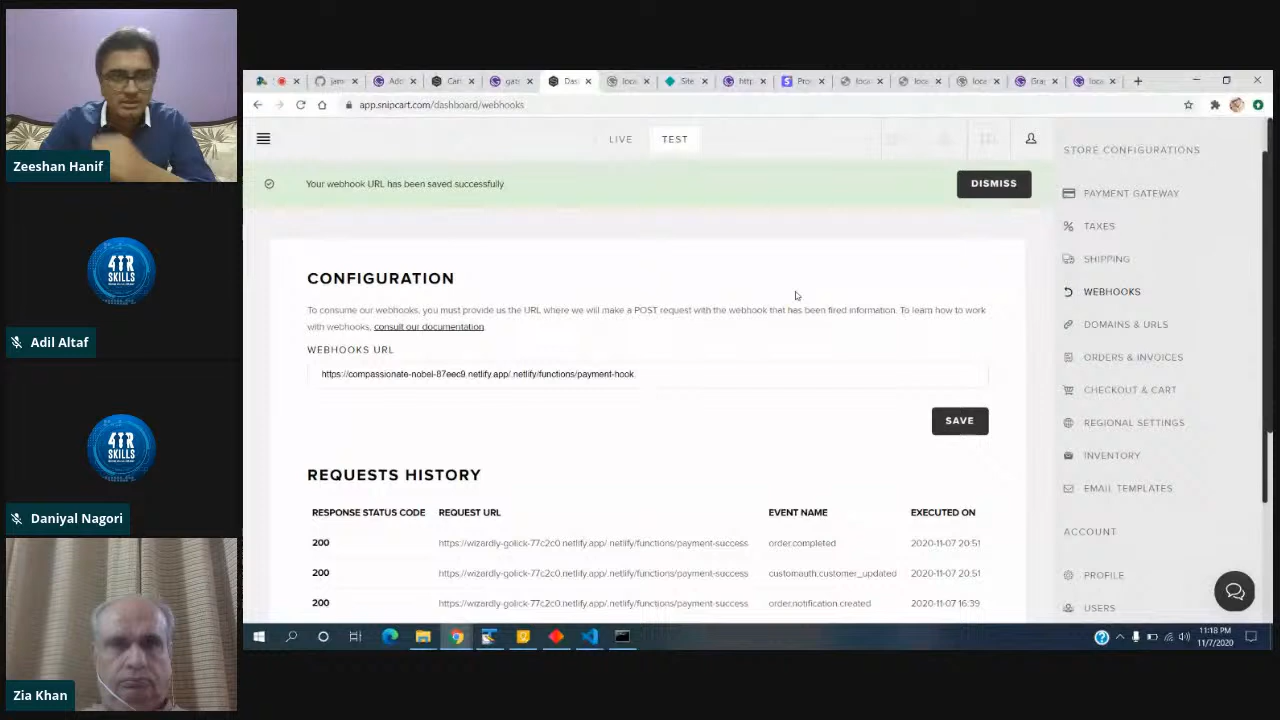 Zeeshan Hanif
4IR
SKILLS
Adil Altaf
4IR
SKILLS
Daniyal Nagori
Zia Khan
app.snipcart.com/dashboard/webhooks
LIVE
TEST
Your webhook URL has been saved successfully.
DISMISS
CONFIGURATION
To consume our webhooks, you must provide us the URL where we will make a POST request with the webhook that has been fired information. To learn how to work
with webhooks, consult our documentation.
WEBHOOKS URL
https://compassionate-nobel-87eec9.netlify.app/.netlify/functions/payment-hook
SAVE
REQUESTS HISTORY
RESPONSE STATUS CODE REQUEST URL EVENT NAME EXECUTED ON
200 https://wizardly-golick-77c2c0.netlify.app/.netlify/functions/payment-success order.completed 2020-11-07 20:51
200 https://wizardly-golick-77c2c0.netlify.app/.netlify/functions/payment-success customauth:customer_updated 2020-11-07 20:51
200 https://wizardly-golick-77c2c0.netlify.app/.netlify/functions/payment-success order.notification.created 2020-11-07 16:39
STORE CONFIGURATIONS
PAYMENT GATEWAY
TAXES
SHIPPING
WEBHOOKS
DOMAINS & URLS
ORDERS & INVOICES
CHECKOUT & CART
REGIONAL SETTINGS
INVENTORY
EMAIL TEMPLATES
ACCOUNT
PROFILE
USERS
11:18 PM
11/7/2020